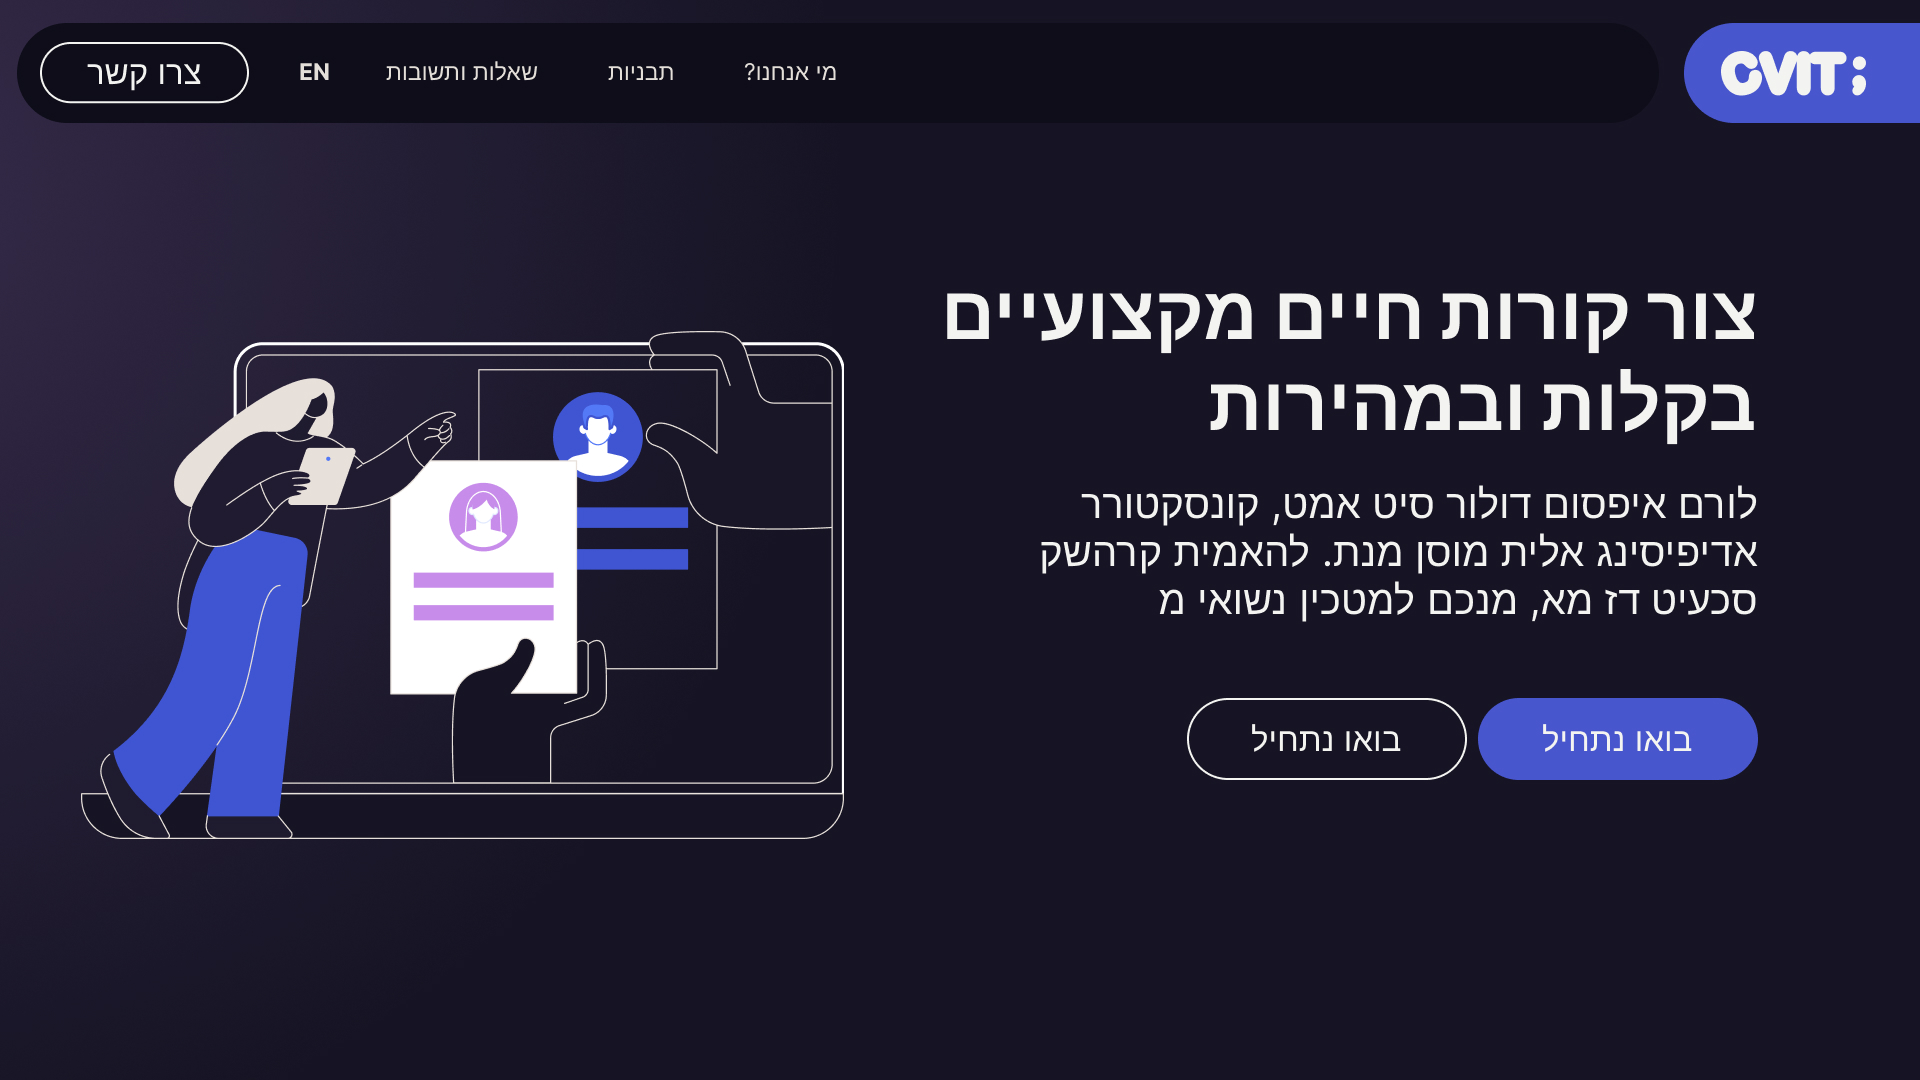 CVIT;
מי אנחנו?
תבניות
שאלות ותשובות
EN
צרו קשר
צור קורות חיים מקצועיים
בקלות ובמהירות
לורם איפסום דולור סיט אמט, קונסקטורר
אדיפיסינג אלית מוסן מנת. להאמית קרהשק
סכעיט דז מא, מנכם למטכין נשואי מ
בואו נתחיל
בואו נתחיל